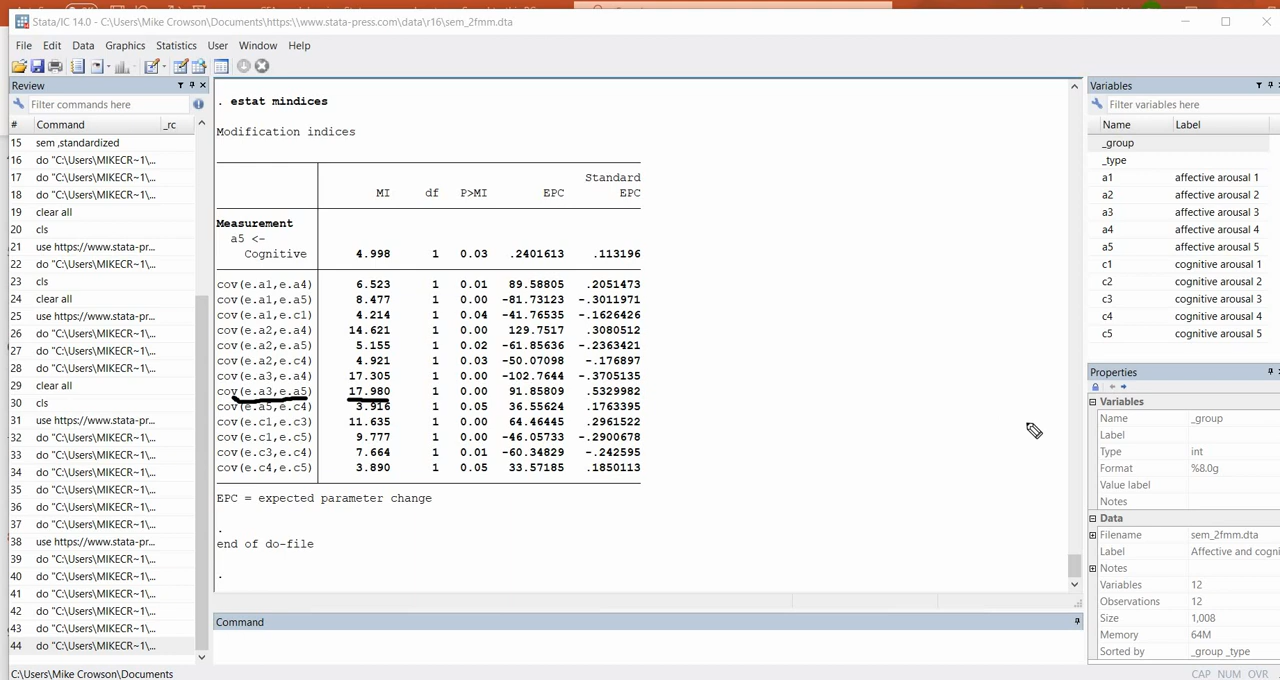 Stata/IC 14.0 - C:\Users\Mike Crowson\Documents\https:\www.stata-press.com\data\r16\sem_2fmm.dta
File Edit Data Graphics Statistics User Window Help
Review
Filter commands here
# Command _rc
15 sem ,standardized
16 do "C:\Users\MIKECR~1\...
17 do "C:\Users\MIKECR~1\...
18 do "C:\Users\MIKECR~1\...
19 clear all
20 cls
21 use https://www.stata-pr...
22 do "C:\Users\MIKECR~1\...
23 cls
24 clear all
25 use https://www.stata-pr...
26 do "C:\Users\MIKECR~1\...
27 do "C:\Users\MIKECR~1\...
28 do "C:\Users\MIKECR~1\...
29 clear all
30 cls
31 use https://www.stata-pr...
32 do "C:\Users\MIKECR~1\...
33 do "C:\Users\MIKECR~1\...
34 do "C:\Users\MIKECR~1\...
35 do "C:\Users\MIKECR~1\...
36 do "C:\Users\MIKECR~1\...
37 do "C:\Users\MIKECR~1\...
38 use https://www.stata-pr...
39 do "C:\Users\MIKECR~1\...
40 do "C:\Users\MIKECR~1\...
41 do "C:\Users\MIKECR~1\...
42 do "C:\Users\MIKECR~1\...
43 do "C:\Users\MIKECR~1\...
44 do "C:\Users\MIKECR~1\...
. estat mindices
Modification indices
Standard
MI df P>MI EPC EPC
Measurement
a5 <-
Cognitive 4.998 1 0.03 .2401613 .113196
cov(e.a1,e.a4) 6.523 1 0.01 89.58805 .2051473
cov(e.a1,e.a5) 8.477 1 0.00 -81.73123 -.3011971
cov(e.a1,e.c1) 4.214 1 0.04 -41.76535 -.1626426
cov(e.a2,e.a4) 14.621 1 0.00 129.7517 .3080512
cov(e.a2,e.a5) 5.155 1 0.02 -61.85636 -.2363421
cov(e.a2,e.c4) 4.921 1 0.03 -50.07098 -.176897
cov(e.a3,e.a4) 17.305 1 0.00 -102.7644 -.3705135
cov(e.a3,e.a5) 17.980 1 0.00 91.85809 .5329982
cov(e.a5,e.c4) 3.916 1 0.05 36.55624 .1763395
cov(e.c1,e.c3) 11.635 1 0.00 64.46445 .2961522
cov(e.c1,e.c5) 9.777 1 0.00 -46.05733 -.2900678
cov(e.c3,e.c4) 7.664 1 0.01 -60.34829 -.242595
cov(e.c4,e.c5) 3.890 1 0.05 33.57185 .1850113
EPC = expected parameter change
.
end of do-file
.
Command
Variables
Filter variables here
Name Label
_group
_type
a1 affective arousal 1
a2 affective arousal 2
a3 affective arousal 3
a4 affective arousal 4
a5 affective arousal 5
c1 cognitive arousal 1
c2 cognitive arousal 2
c3 cognitive arousal 3
c4 cognitive arousal 4
c5 cognitive arousal 5
Properties
Variables
Name _group
Label
Type int
Format %8.0g
Value label
Notes
Data
Filename sem_2fmm.dta
Label Affective and cogni
Notes
Variables 12
Observations 12
Size 1,008
Memory 64M
Sorted by _group _type
C:\Users\Mike Crowson\Documents
CAP NUM OVR